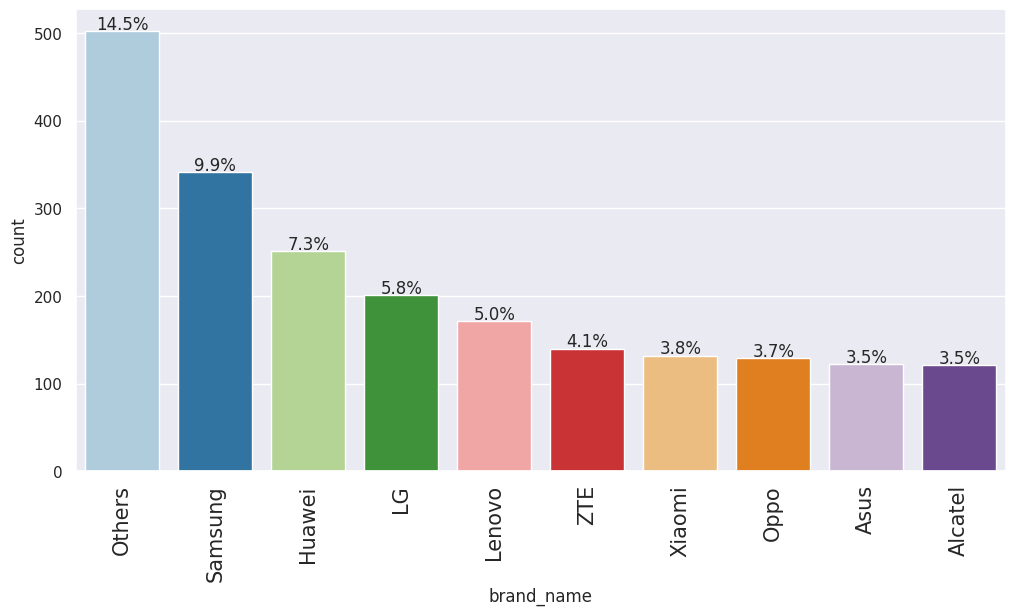 14.5%
9.9%
7.3%
5.8%
5.0%
4.1%
3.8%
3.7%
3.5%
3.5%
500
400
300
200
100
0
count
Others
Samsung
Huawei
LG
Lenovo
ZTE
Xiaomi
Oppo
Asus
Alcatel
brand_name